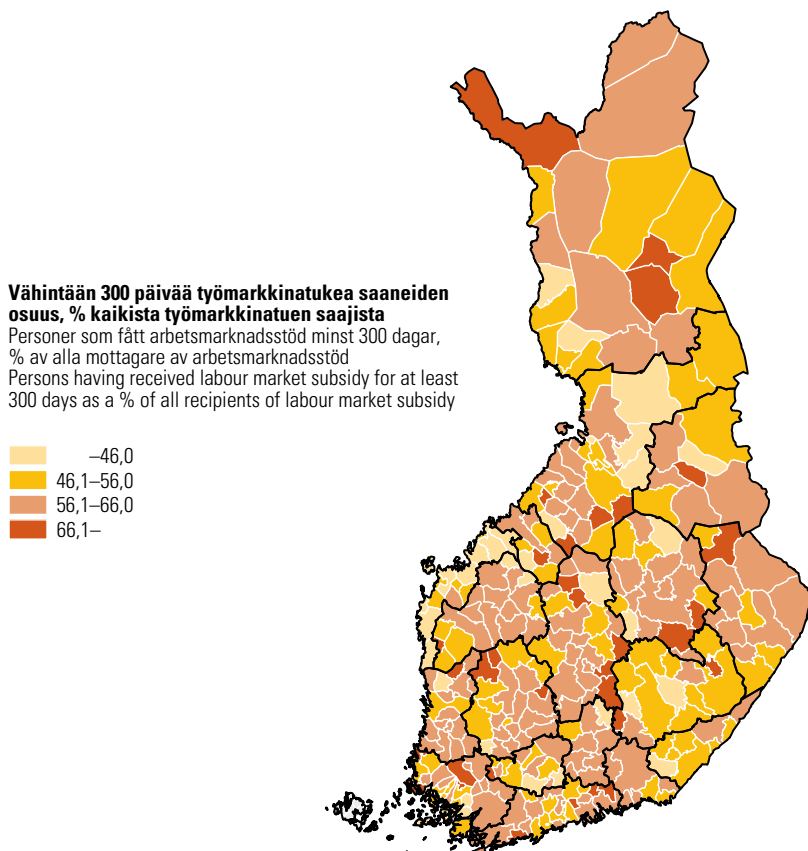 Vähintään 300 päivää työmarkkinatukea saaneiden
osuus, % kaikista työmarkkinatuen saajista
Personer som fått arbetsmarknadsstöd minst 300 dagar,
% av alla mottagare av arbetsmarknadsstöd
Persons having received labour market subsidy for at least
300 days as a % of all recipients of labour market subsidy
–46,0
46,1–56,0
56,1–66,0
66,1–